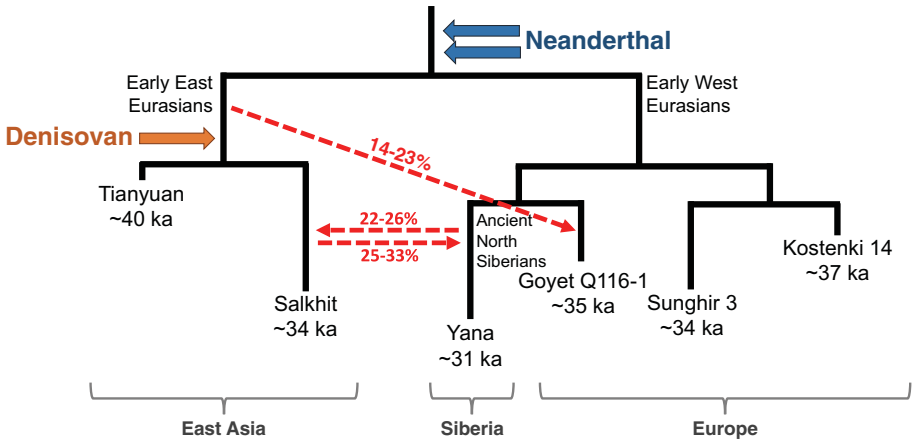 Neanderthal
Early East
Eurasians
Early West
Eurasians
Denisovan
14-23%
Tianyuan
~40 ka
22-26%
25-33%
Ancient
North
Siberians
Salkhit
~34 ka
Yana
~31 ka
Goyet Q116-1
~35 ka
Sunghir 3
~34 ka
Kostenki 14
~37 ka
East Asia
Siberia
Europe